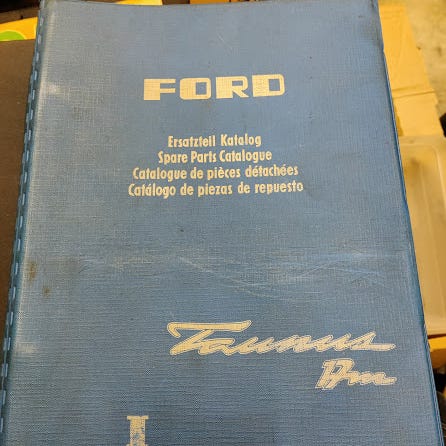 FORD
Ersatzteil Katalog
Spare Parts Catalogue
Catalogue de pièces détachées
Catálogo de piezas de repuesto
Taunus
17m
I